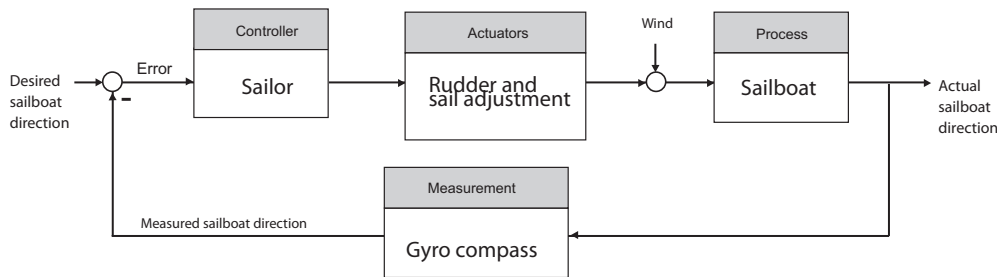 Controller
Actuators
Wind
Process
Desired
sailboat
direction
Error
-
Sailor
Rudder and
sail adjustment
Sailboat
Actual
sailboat
direction
Measurement
Measured sailboat direction
Gyro compass